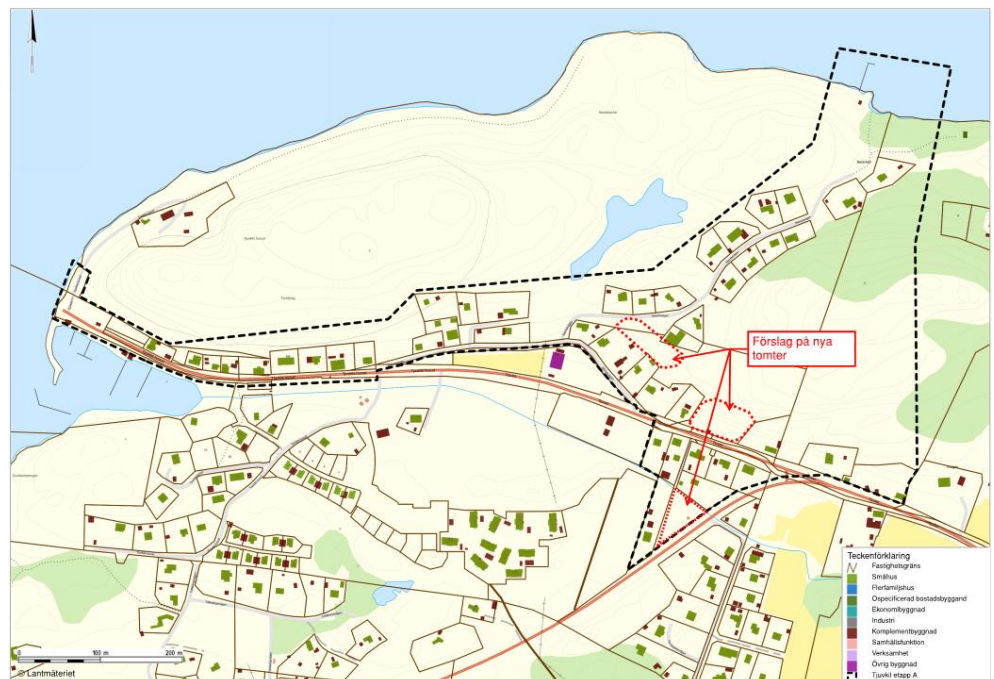 Förslag på nya
tomter
Teckenförklaring
Fastighetsgräns
Småhus
Flerfamiljshus
Ospecificerad bostadsbyggand
Ekonomibyggnad
Industri
Komplementbyggnad
Samhällsfunktion
Verksamhet
Övrig byggnad
Tjuvkil etapp A
0 100 m 200 m
© Lantmäteriet